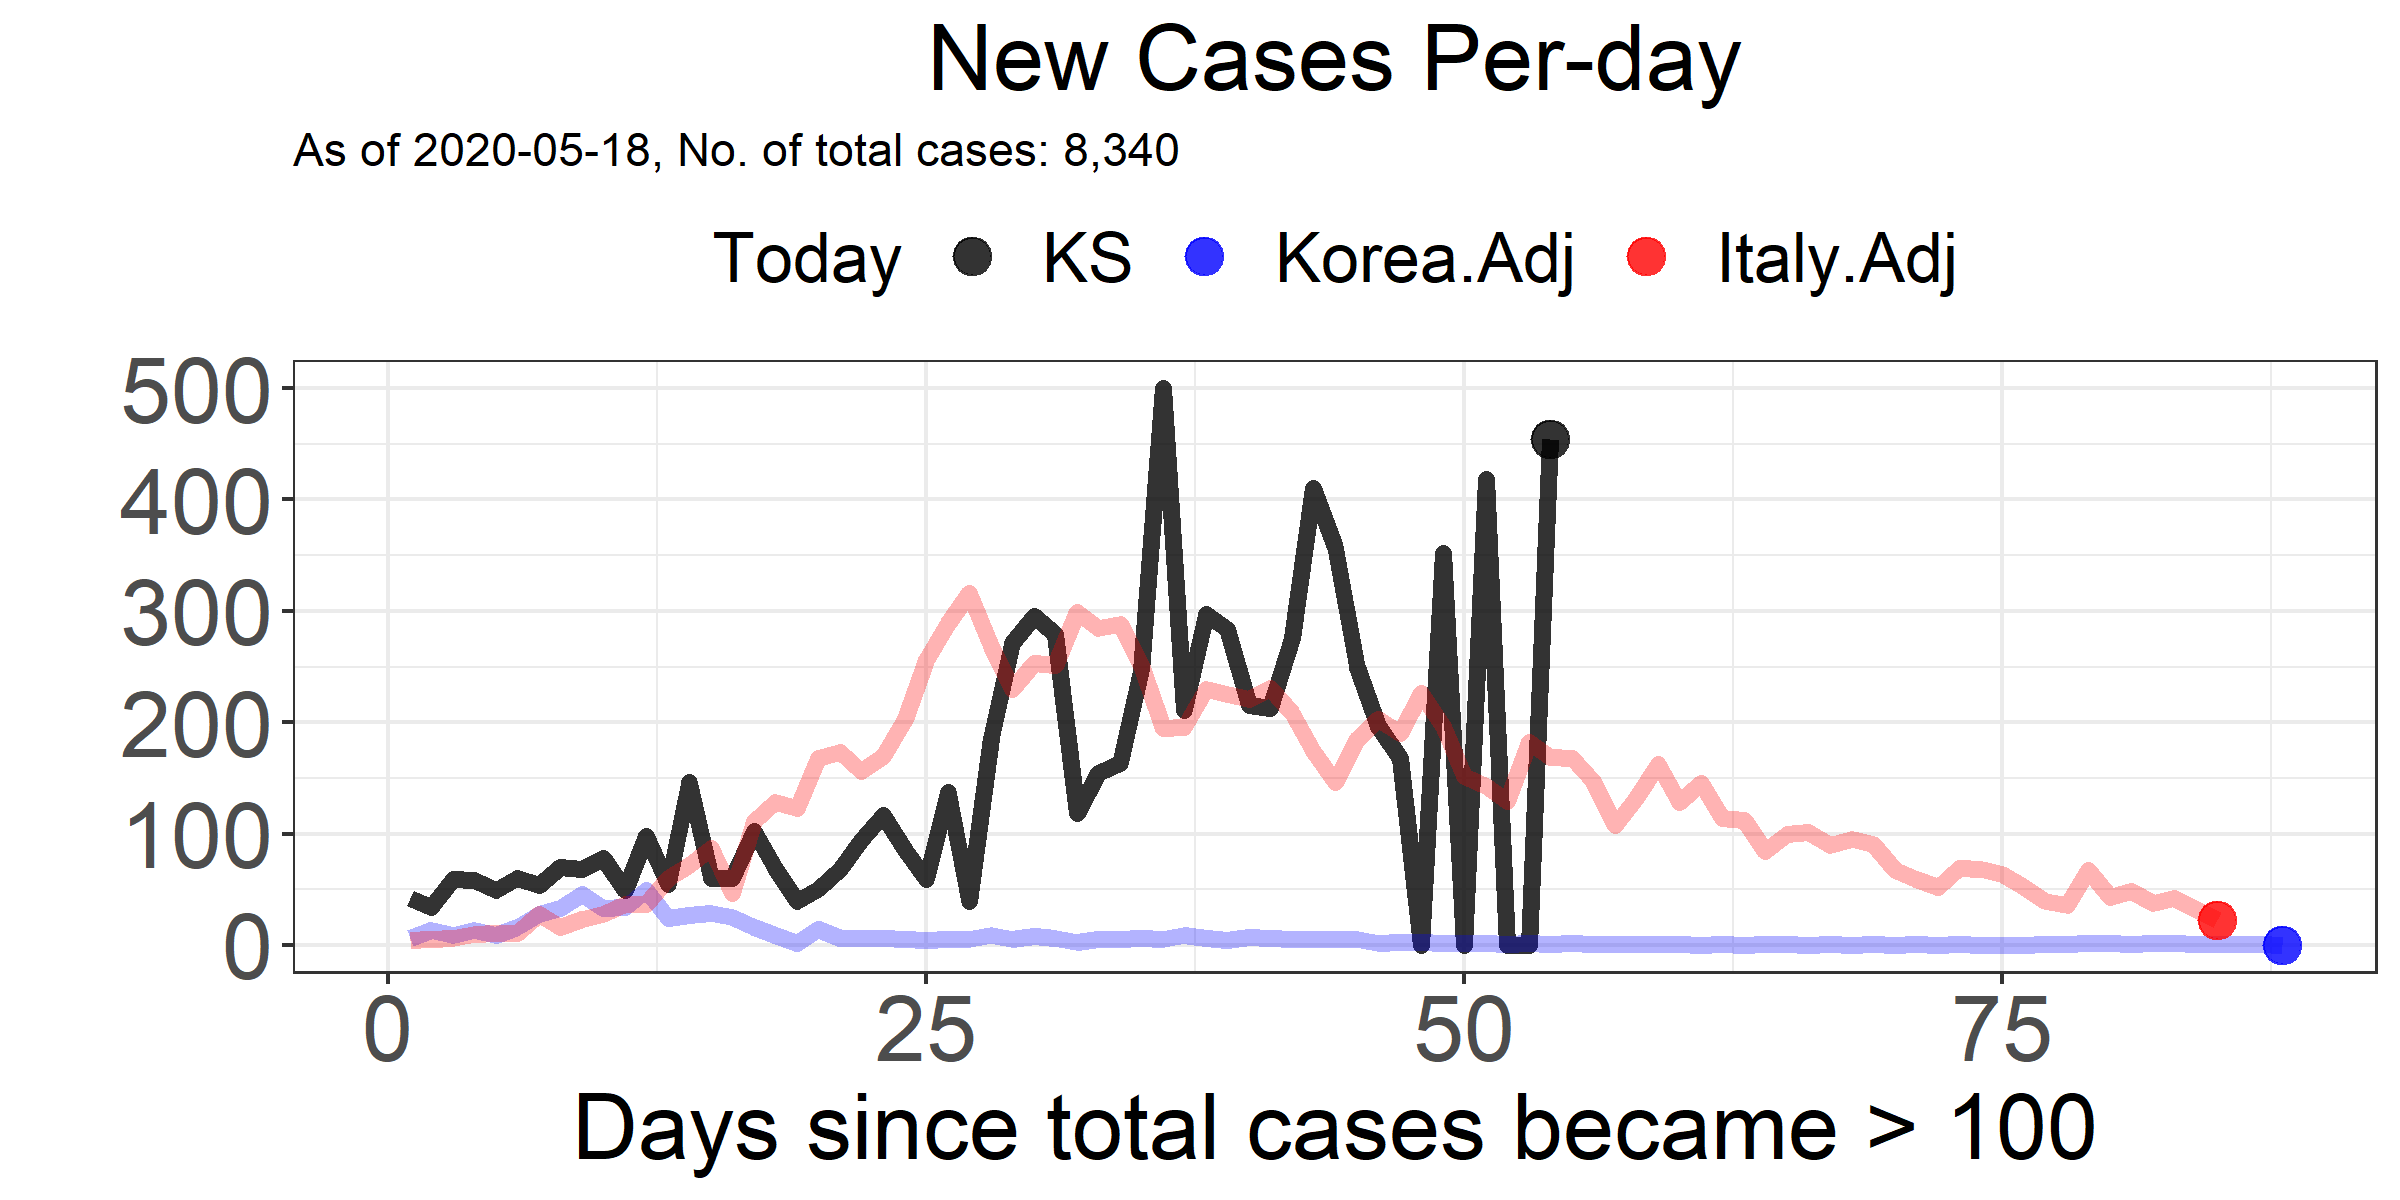 New Cases Per-day
As of 2020-05-18, No. of total cases: 8,340
Today KS Korea.Adj Italy.Adj
500
400
300
200
100
0
0 25 50 75
Days since total cases became > 100